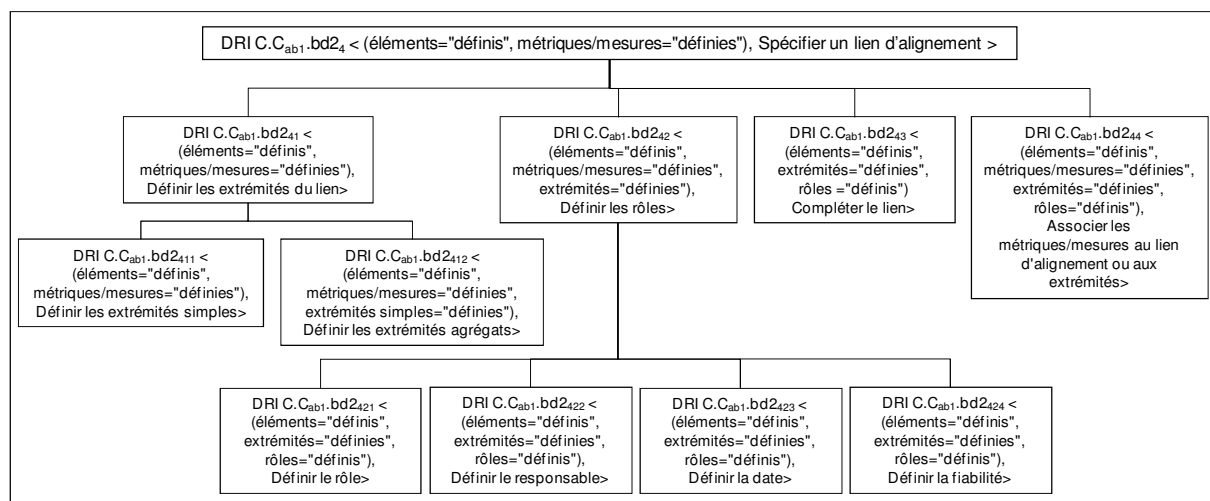 DRI C.Cab1.bd24 < (éléments="définis", métriques/mesures="définies"), Spécifier un lien d'alignement >
DRI C.Cab1.bd241 <
(éléments="définis",
métriques/mesures="définies"),
Définir les extrémités du lien>
DRI C.Cab1.bd242 <
(éléments="définis",
métriques/mesures="définies",
extrémités="définies"),
Définir les rôles>
DRI C.Cab1.bd243 <
(éléments="définis",
extrémités="définies",
rôles ="définis")
Compléter le lien>
DRI C.Cab1.bd244 <
(éléments="définis",
métriques/mesures="définies",
extrémités="définies",
rôles="définis"),
Associer les
métriques/mesures au lien
d'alignement ou aux
extrémités>
DRI C.Cab1.bd2411 <
(éléments="définis",
métriques/mesures="définies"),
Définir les extrémités simples>
DRI C.Cab1.bd2412 <
(éléments="définis",
métriques/mesures="définies",
extrémités simples="définies"),
Définir les extrémités agrégats>
DRI C.Cab1.bd2421 <
(éléments="définis",
extrémités="définies",
rôles="définis"),
Définir le rôle>
DRI C.Cab1.bd2422 <
(éléments="définis",
extrémités="définies",
rôles="définis"),
Définir le responsable>
DRI C.Cab1.bd2423 <
(éléments="définis",
extrémités="définies",
rôles="définis"),
Définir la date>
DRI C.Cab1.bd2424 <
(éléments="définis",
extrémités="définies",
rôles="définis"),
Définir la fiabilité>